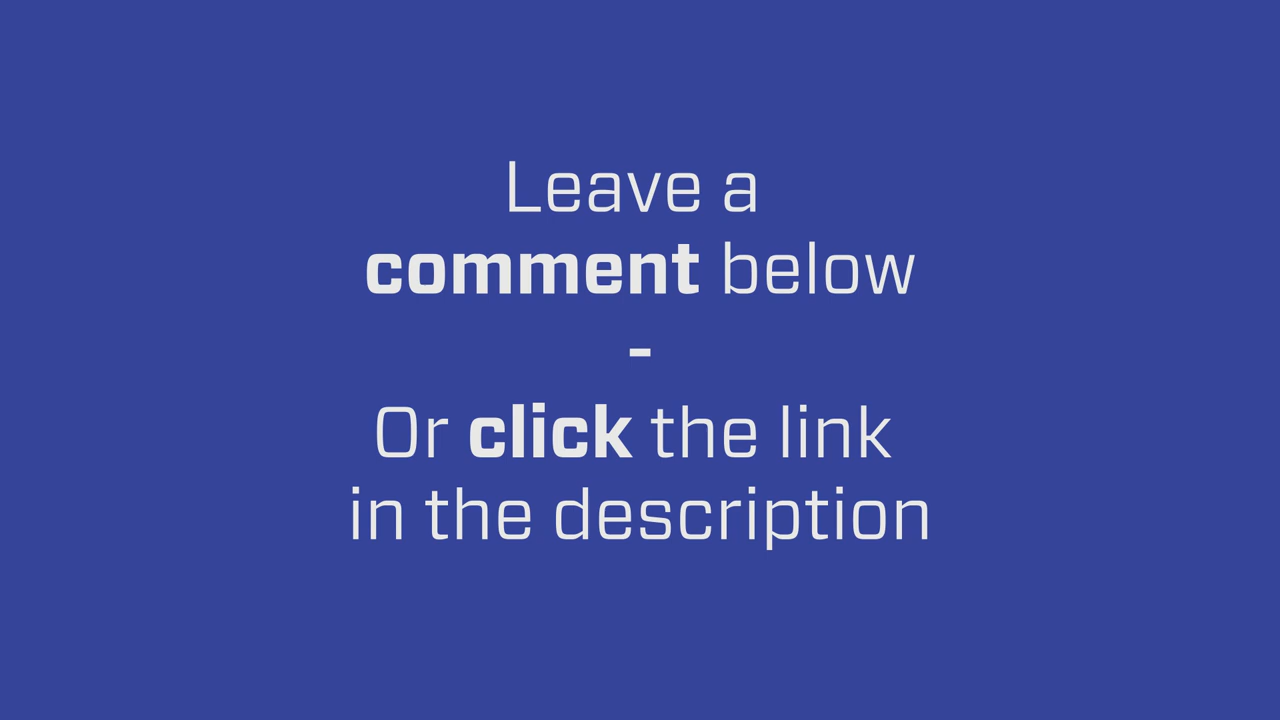 Leave a
comment below
-
Or click the link
in the description